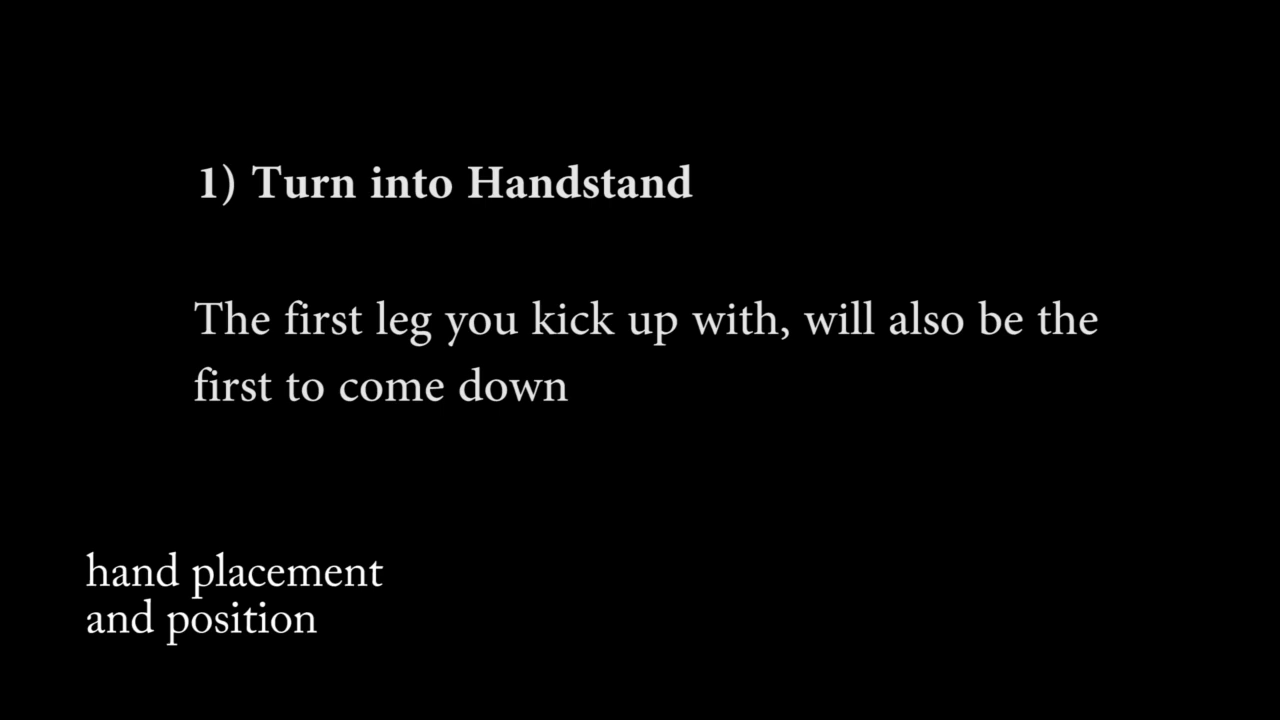 1) Turn into Handstand
The first leg you kick up with, will also be the
first to come down
hand placement
and position